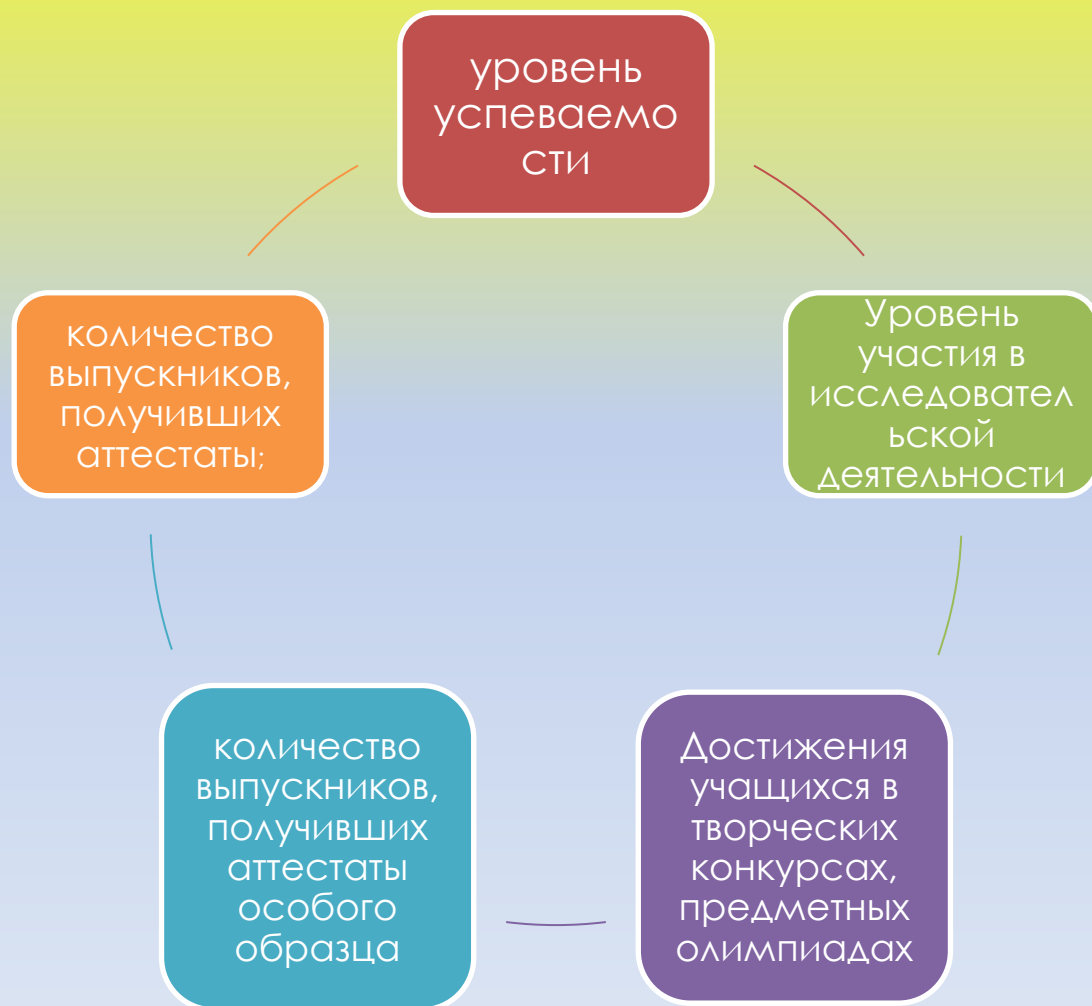 уровень
успеваемо
сти
количество
выпускников,
получивших
аттестаты;
Уровень
участия в
исследовател
ьской
деятельности
количество
выпускников,
получивших
аттестаты
особого
образца
Достижения
учащихся в
творческих
конкурсах,
предметных
олимпиадах